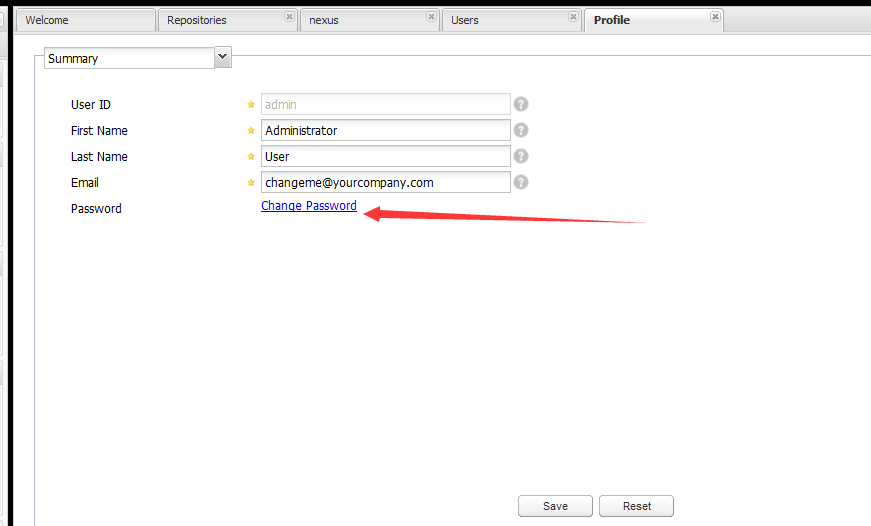 Welcome Repositories nexus Users Profile
Summary
User ID admin
First Name Administrator
Last Name User
Email changeme@yourcompany.com
Password Change Password
Save Reset